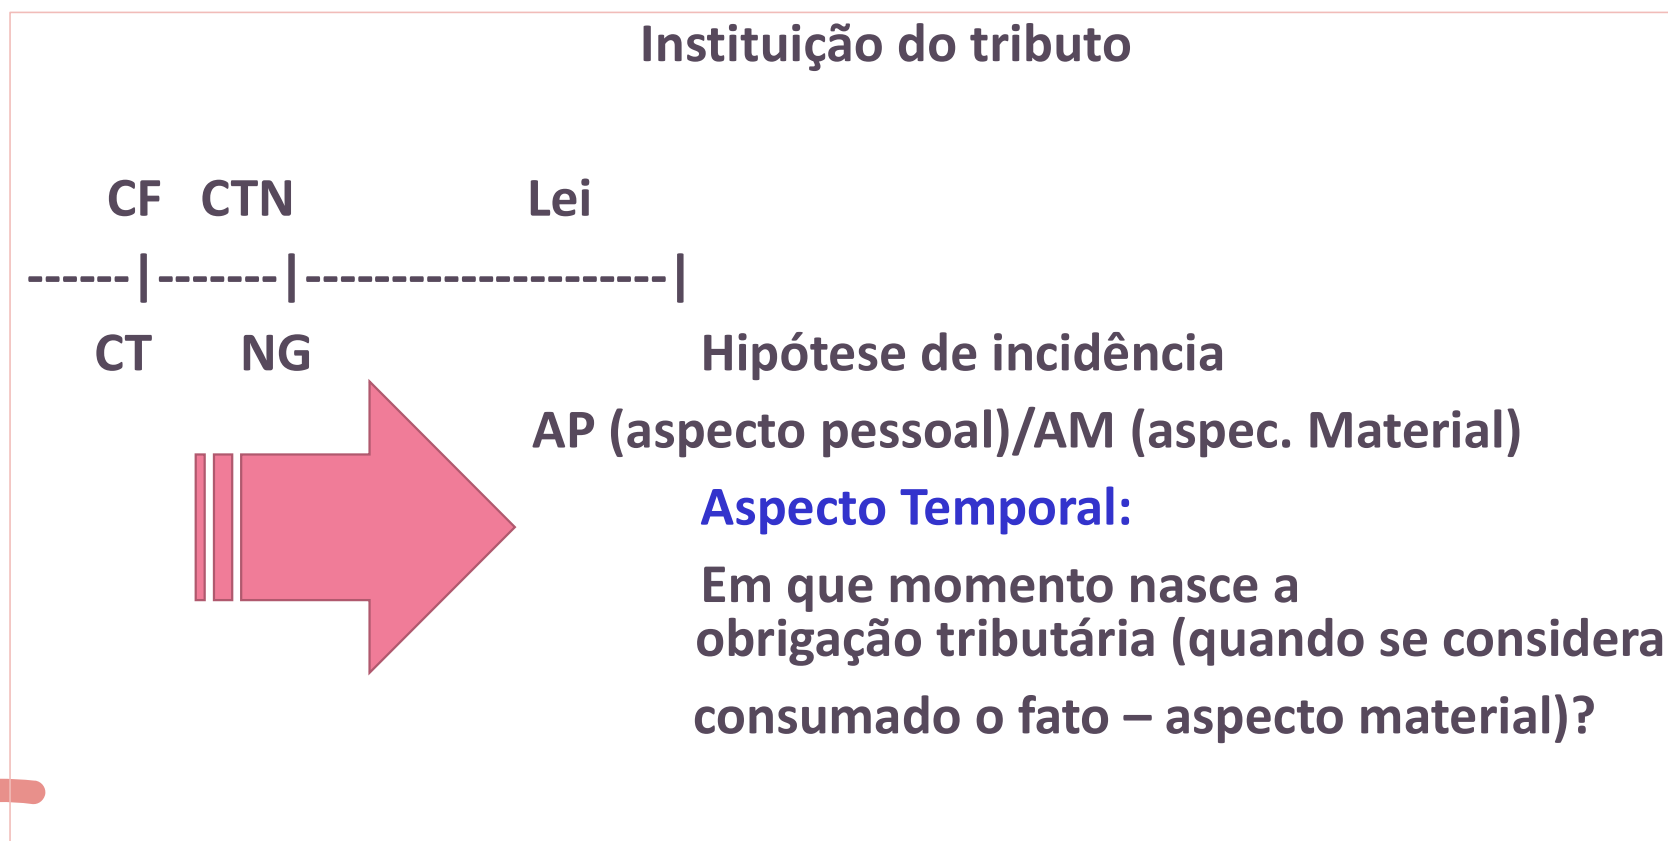 Instituição do tributo
CF CTN Lei
------|-------|---------------------|
CT NG Hipótese de incidência
AP (aspecto pessoal)/AM (aspec. Material)
Aspecto Temporal:
Em que momento nasce a
obrigação tributária (quando se considera
consumado o fato – aspecto material)?